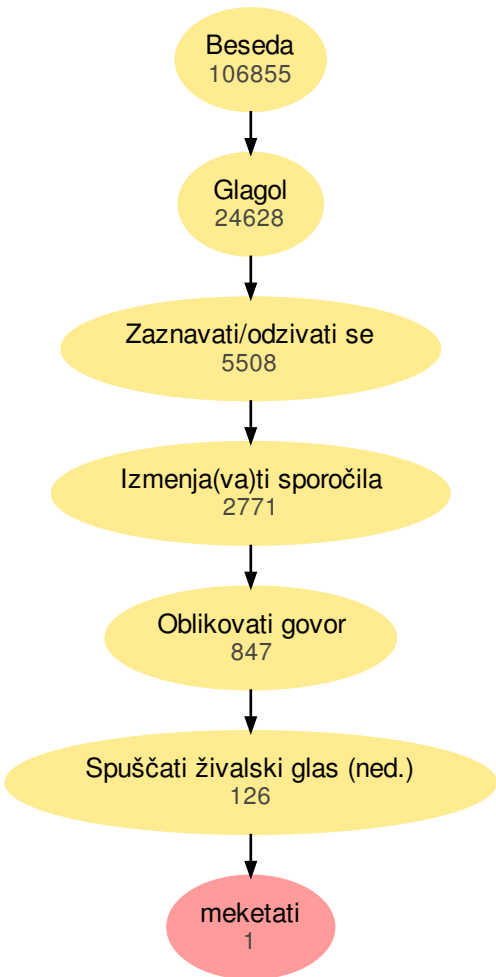 Beseda
106855
Glagol
24628
Zaznavati/odzivati se
5508
Izmenja(va)ti sporočila
2771
Oblikovati govor
847
Spuščati živalski glas (ned.)
126
meketati
1